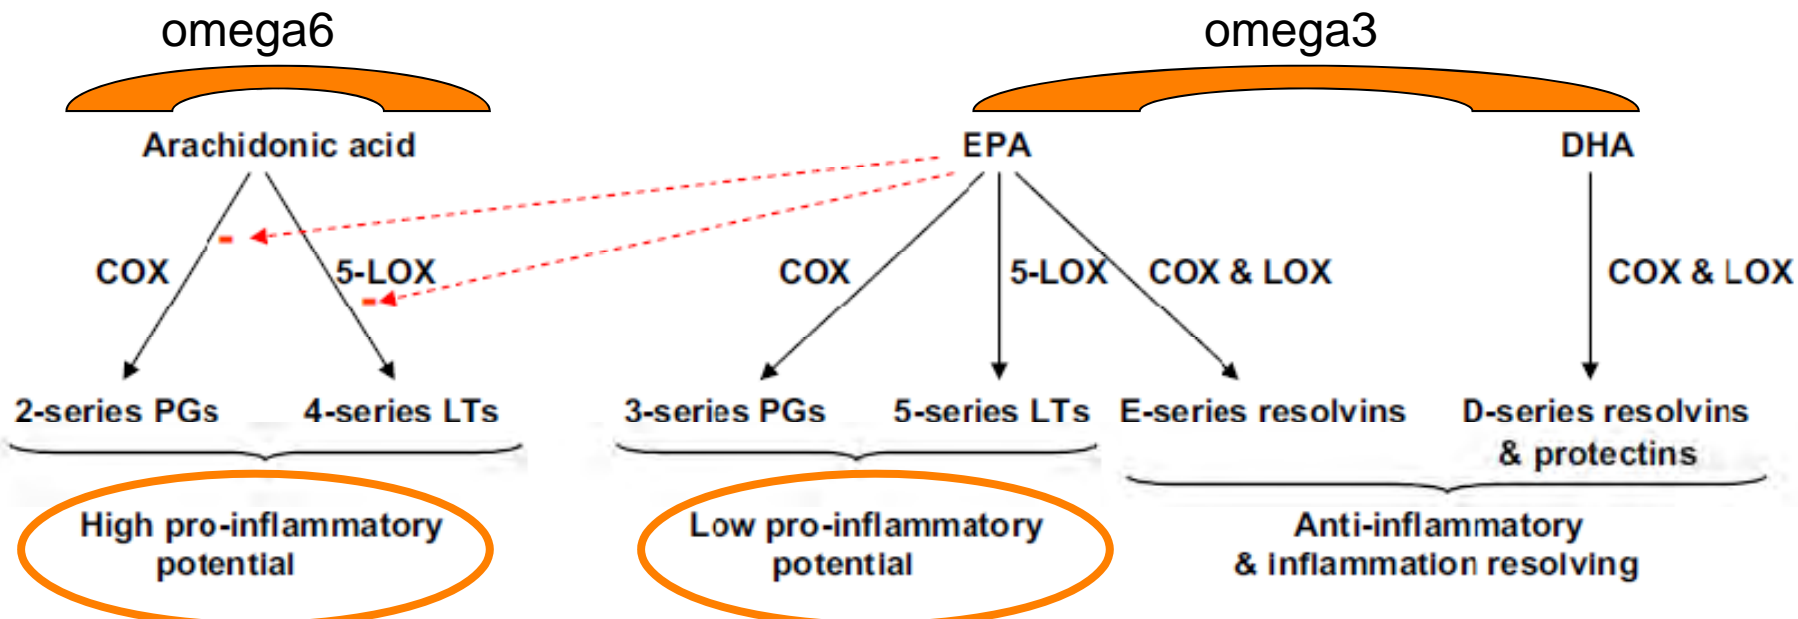 omega6
omega3
Arachidonic acid
EPA
DHA
COX
5-LOX
COX
5-LOX
COX & LOX
COX & LOX
2-series PGs
4-series LTs
3-series PGs
5-series LTs
E-series resolvins
D-series resolvins
& protectins
High pro-inflammatory
potential
Low pro-inflammatory
potential
Anti-inflammatory
& inflammation resolving